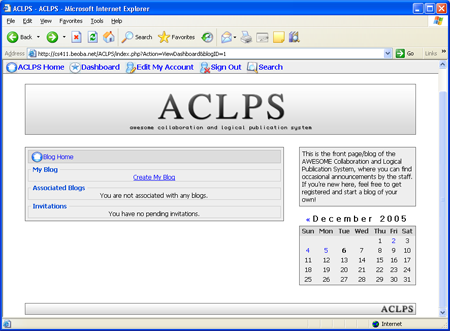 ACLPS - ACLPS - Microsoft Internet Explorer
File Edit View Favorites Tools Help
Back Search Favorites
Address http://cs411.beoba.net/ACLPS/index.php?Action=ViewDashboard&blogID=1 Go Links »
ACLPS Home Dashboard Edit My Account Sign Out Search
ACLPS
awesome collaboration and logical publication system
Blog Home
My Blog
Create My Blog
Associated Blogs
You are not associated with any blogs.
Invitations
You have no pending invitations.
This is the front page/blog of the
AWESOME Collaboration and Logical
Publication System, where you can find
occasional announcements by the staff.
If you're new here, feel free to get
registered and start a blog of your
own!
« December 2005
Sun Mon Tue Wed Thu Fri Sat
1 2 3
4 5 6 7 8 9 10
11 12 13 14 15 16 17
18 19 20 21 22 23 24
25 26 27 28 29 30 31
ACLPS
Internet